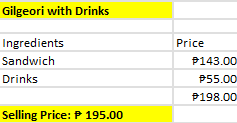 Gilgeori with Drinks
Ingredients Price
Sandwich ₱143.00
Drinks ₱55.00
₱198.00
Selling Price: ₱ 195.00